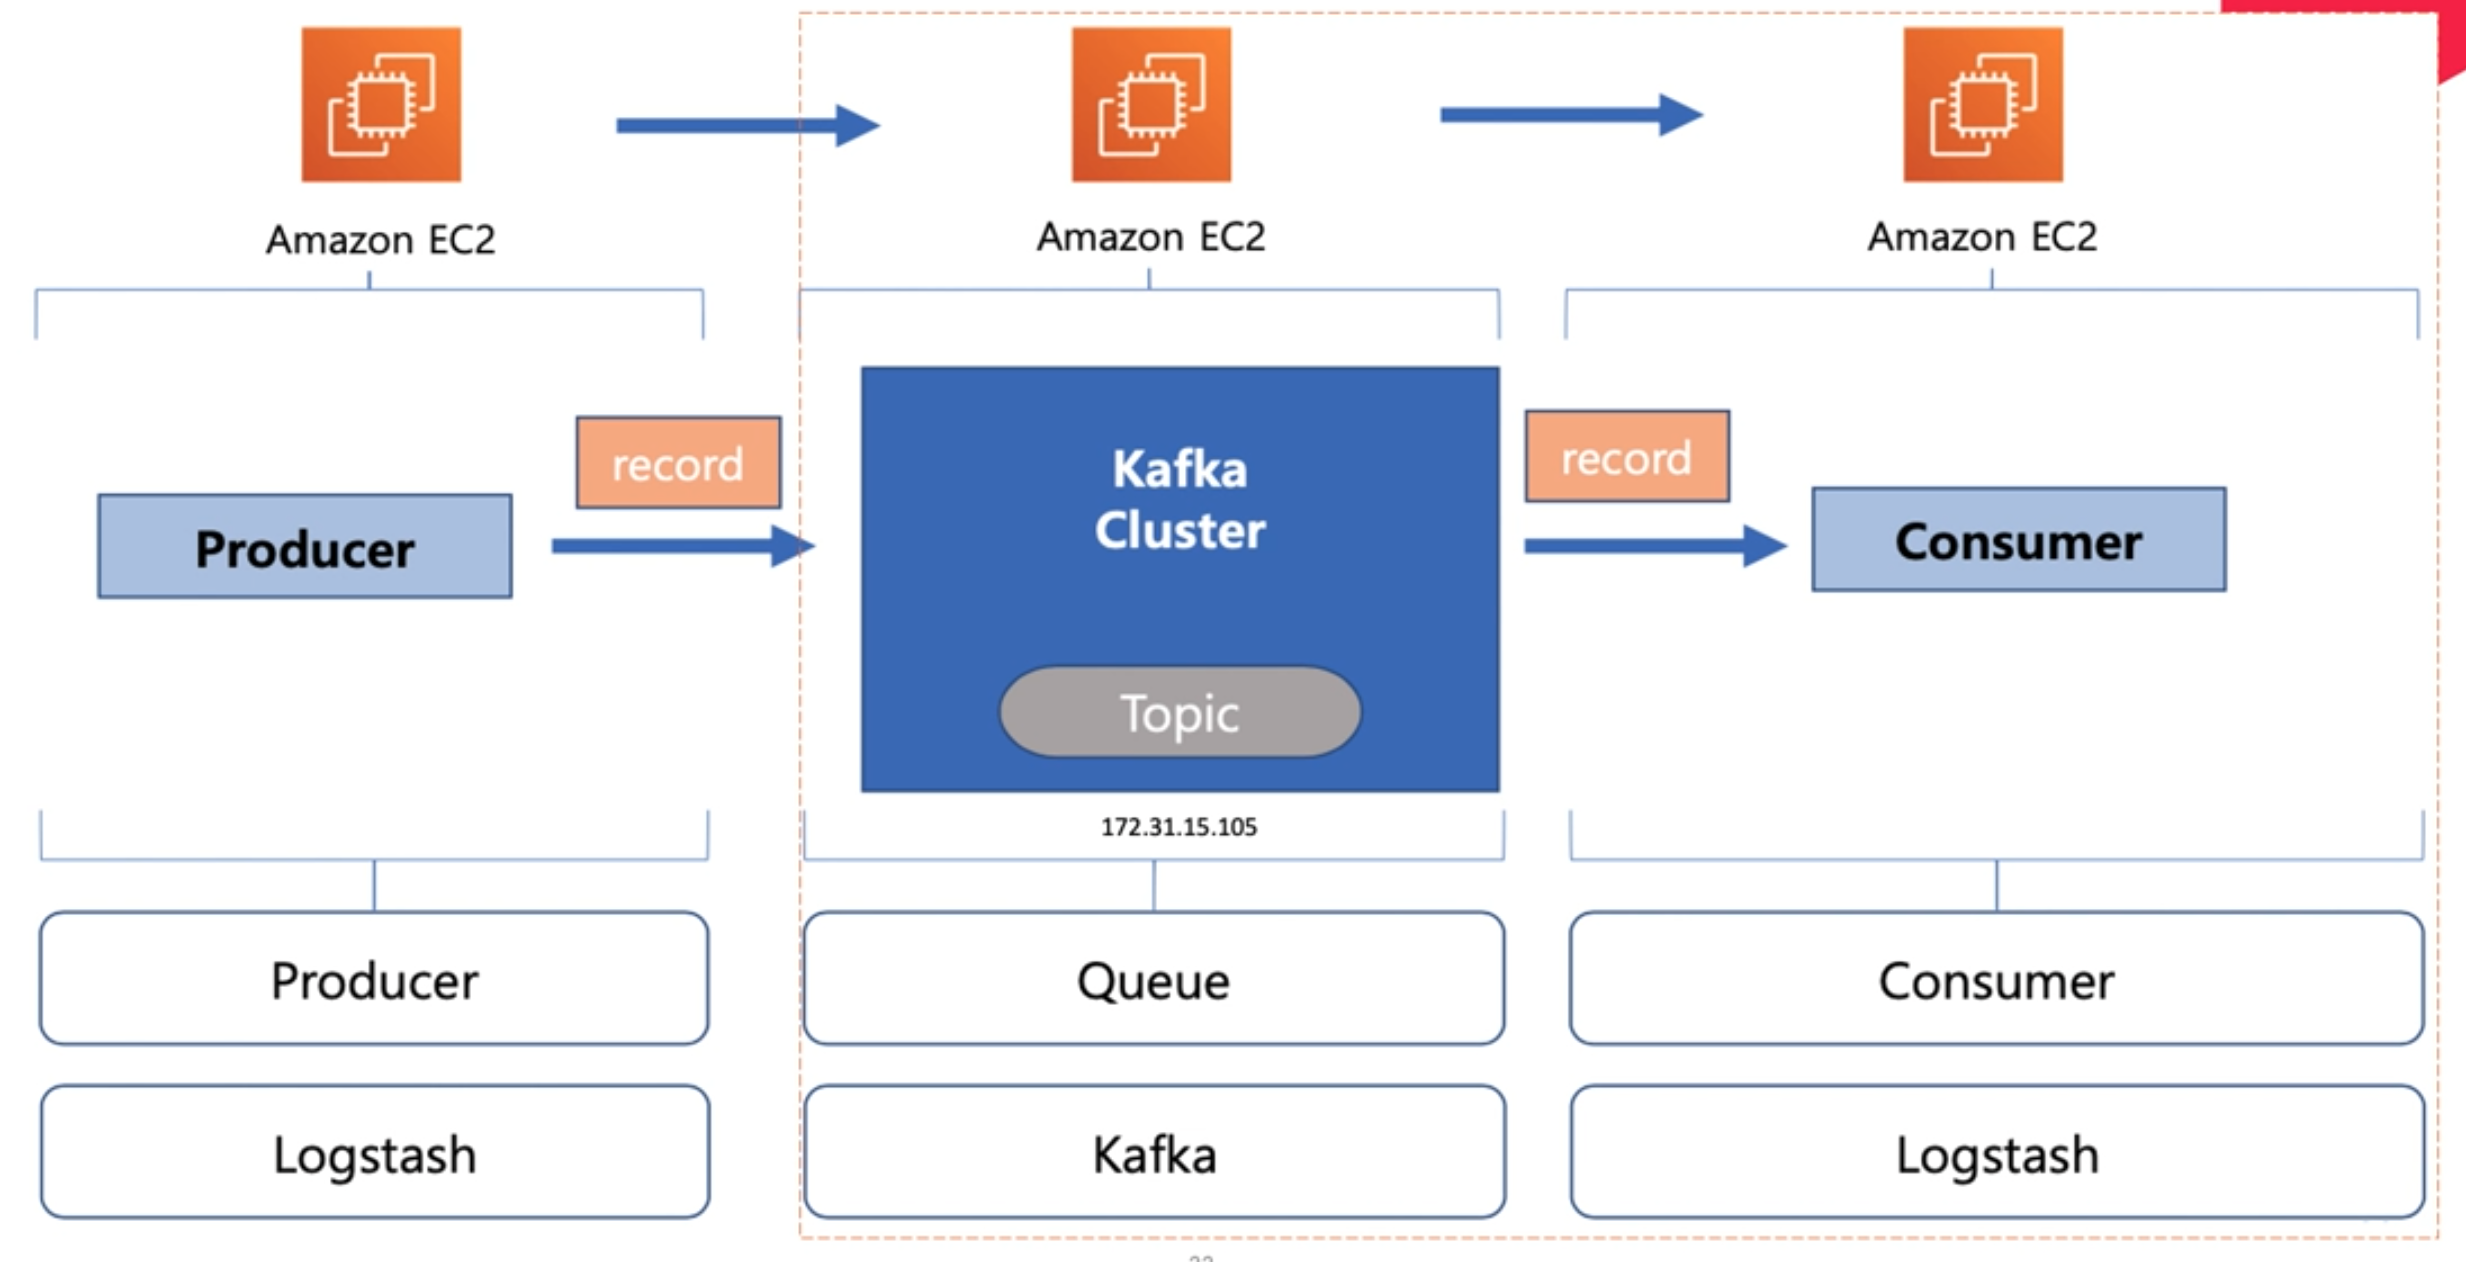 Amazon EC2
Amazon EC2
Amazon EC2
record
record
Producer
Kafka
Cluster
Consumer
Topic
172.31.15.105
Producer
Queue
Consumer
Logstash
Kafka
Logstash